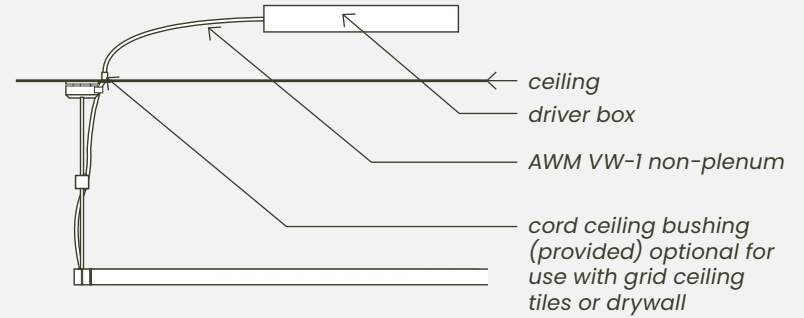 ceiling
driver box
AWM VW-1 non-plenum
cord ceiling bushing
(provided) optional for
use with grid ceiling
tiles or drywall